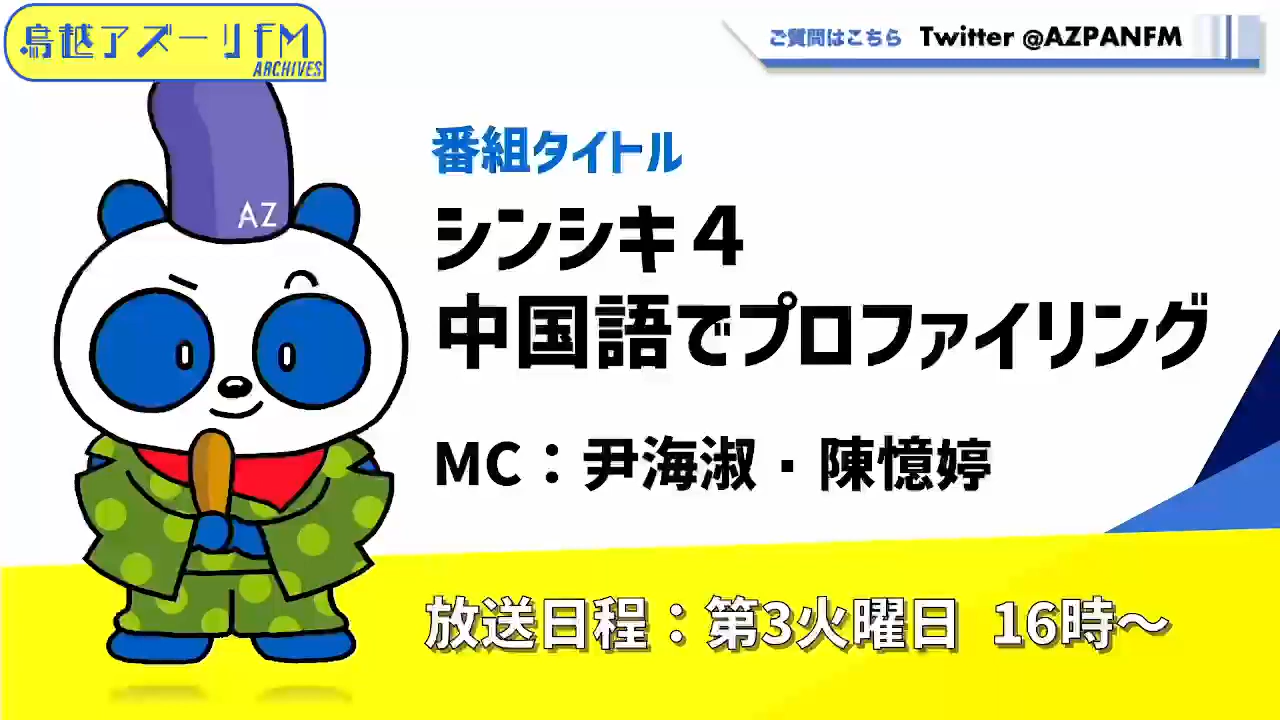 鳥越アズーリFM
ARCHIVES
ご質問はこちら Twitter @AZPANFM
AZ
番組タイトル
シンシキ４
中国語でプロファイリング
MC：尹海淑・陳憶婷
放送日程：第3火曜日 16時～